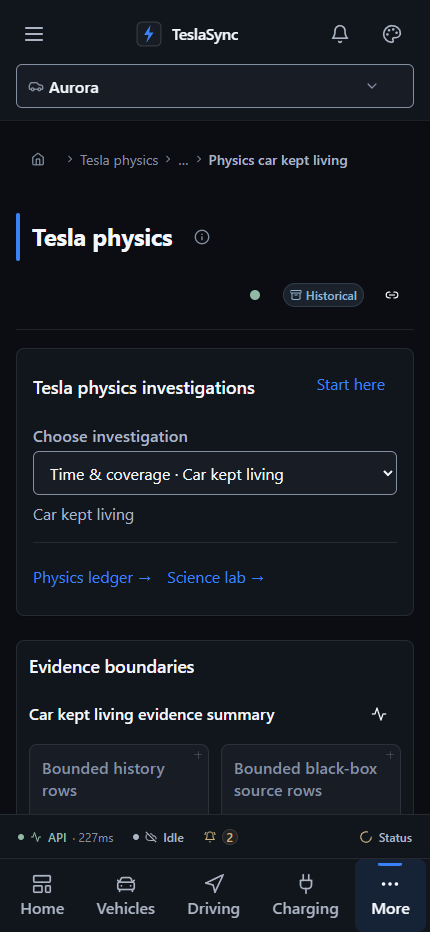 TeslaSync
Aurora
Tesla physics
...
Physics car kept living
Tesla physics
Historical
Tesla physics investigations
Start here
Choose investigation
Time & coverage · Car kept living
Car kept living
Physics ledger →
Science lab →
Evidence boundaries
Car kept living evidence summary
Bounded history
rows
Bounded black-box
source rows
API · 227ms
Idle
2
Status
Home
Vehicles
Driving
Charging
More